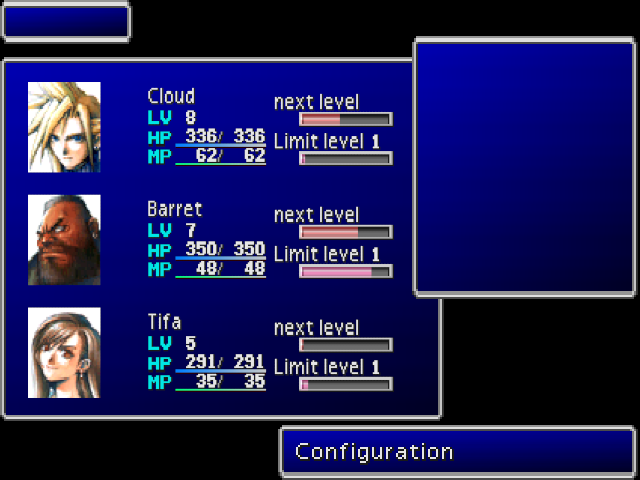 Cloud
LV 8
next level
HP 336/ 336
Limit level 1
MP 62/ 62
Barret
LV 7
next level
HP 350/ 350
Limit level 1
MP 48/ 48
Tifa
LV 5
next level
HP 291/ 291
Limit level 1
MP 35/ 35
Configuration